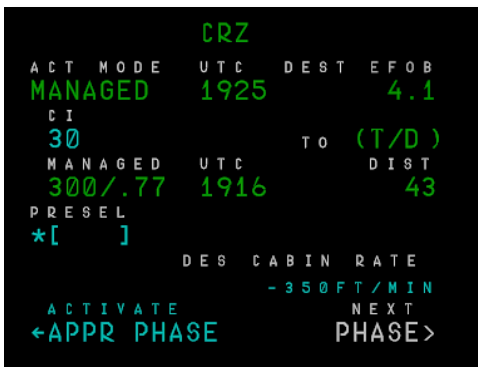 CRZ
ACT MODE UTC DEST EFOB
MANAGED 1925 4.1
CI
30 TO (T/D )
MANAGED UTC DIST
300/.77 1916 43
PRESEL
*[ ]
DES CABIN RATE
-350FT/MIN
ACTIVATE NEXT
←APPR PHASE PHASE>